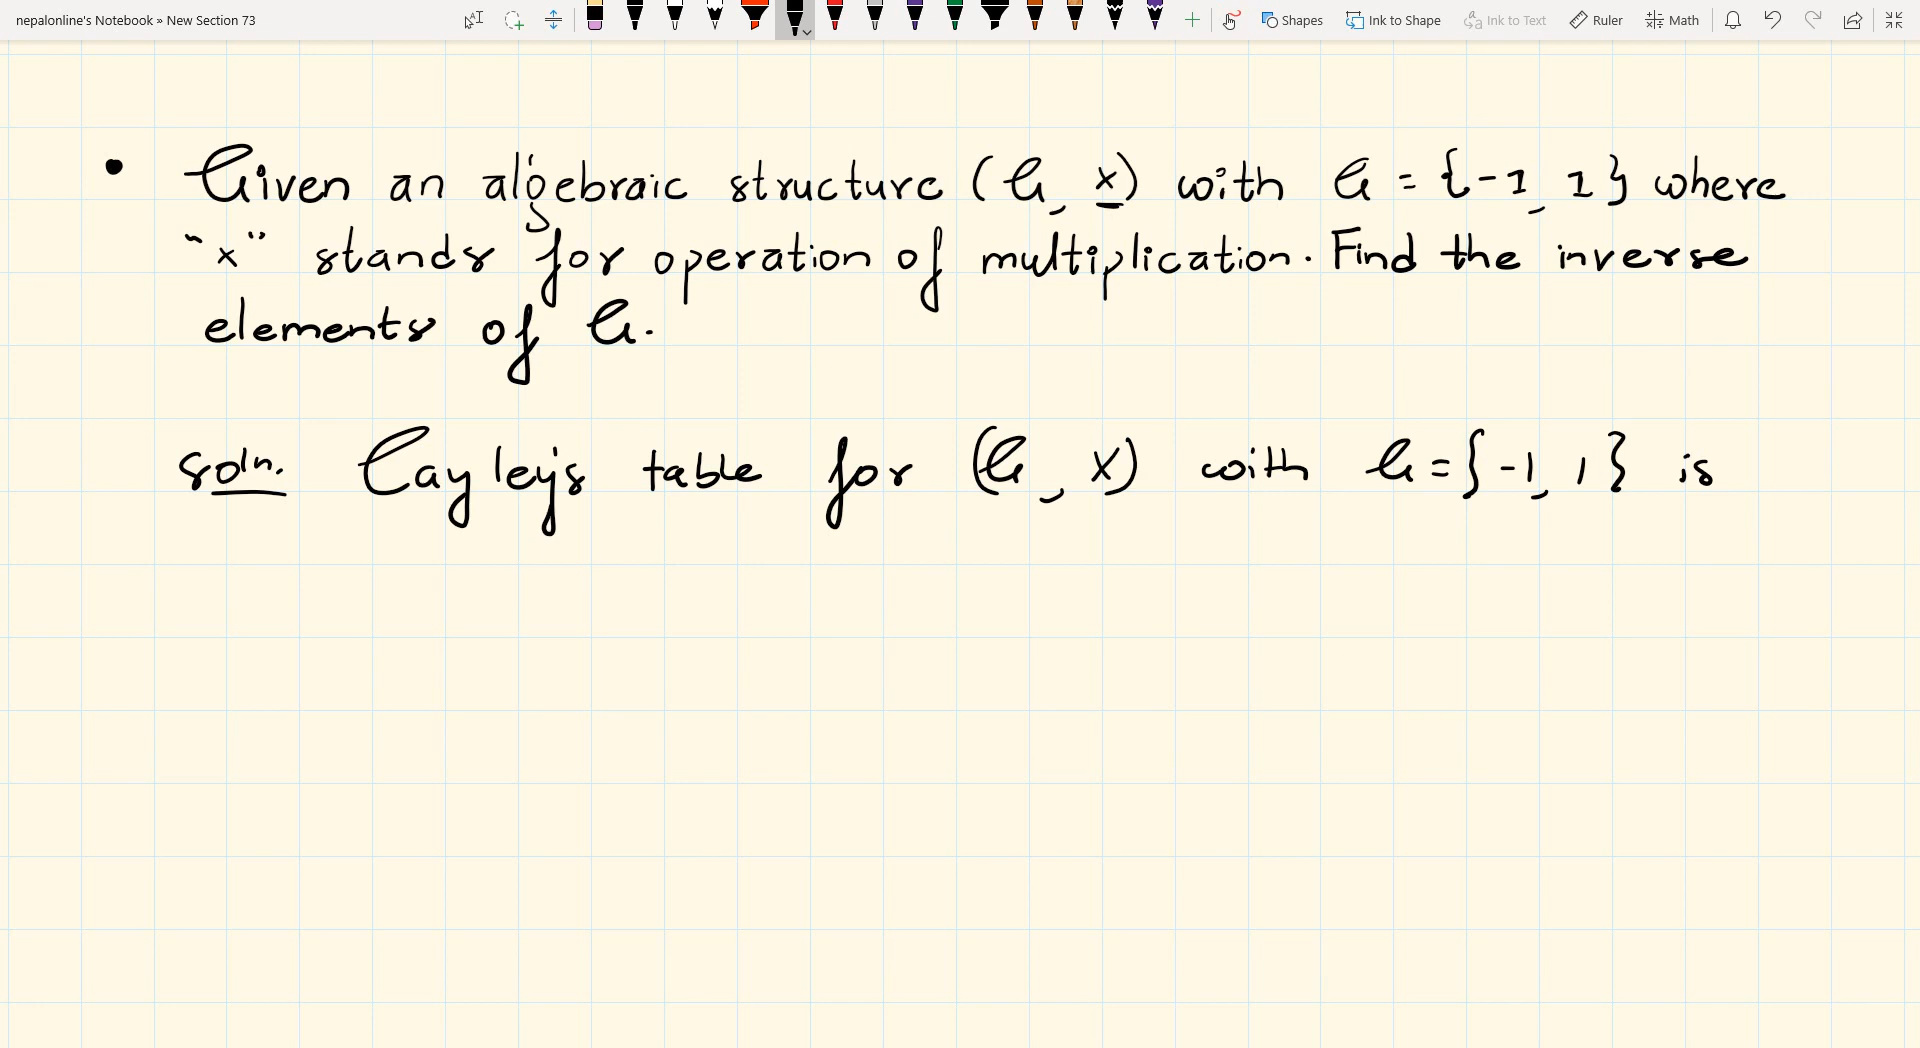 nepalonline's Notebook » New Section 73
Shapes Ink to Shape Ink to Text Ruler Math
• Given an algebraic structure (G, x) with G = {-1, 1} where
"x" stands for operation of multiplication. Find the inverse
elements of G.
soln. Cayley's table for (G, x) with G = {-1, 1} is